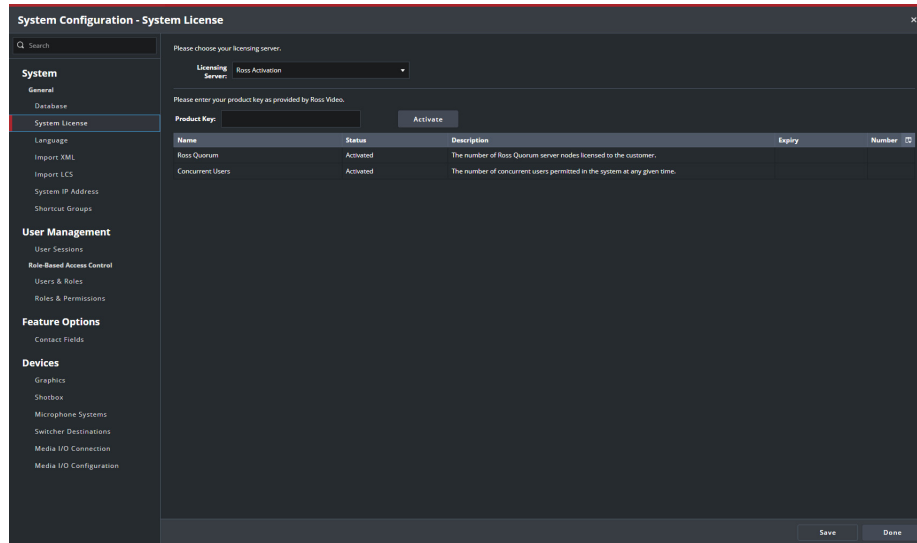 System Configuration - System License
×
Search
System
General
Database
System License
Language
Import XML
Import LCS
System IP Address
Shortcut Groups
User Management
User Sessions
Role-Based Access Control
Users & Roles
Roles & Permissions
Feature Options
Contact Fields
Devices
Graphics
Shotbox
Microphone Systems
Switcher Destinations
Media I/O Connection
Media I/O Configuration
Please choose your licensing server.
Licensing Server: Ross Activation
Please enter your product key as provided by Ross Video.
Product Key: Activate
Name Status Description Expiry Number
Ross Quorum Activated The number of Ross Quorum server nodes licensed to the customer.
Concurrent Users Activated The number of concurrent users permitted in the system at any given time.
Save Done